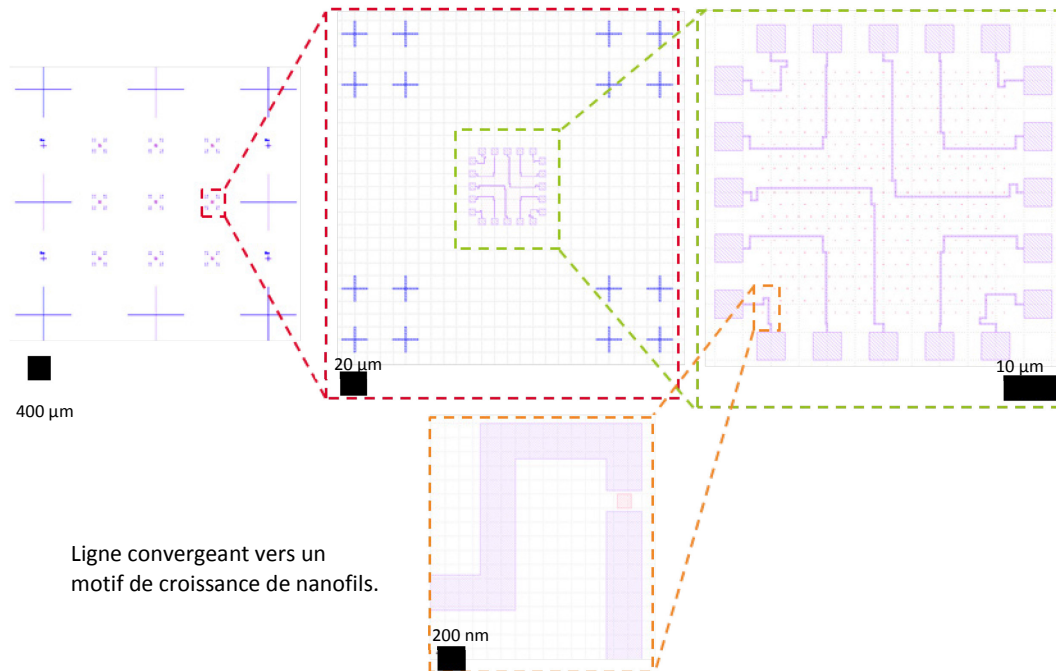 400 µm
20 µm
10 µm
200 nm
Ligne convergeant vers un
motif de croissance de nanofils.